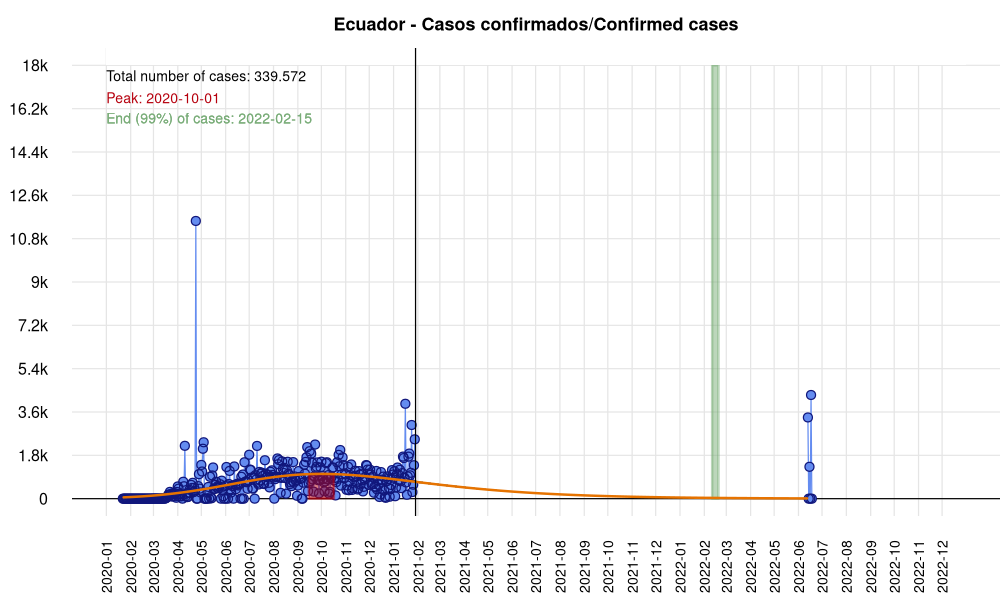 Ecuador - Casos confirmados/Confirmed cases
Total number of cases: 339.572
Peak: 2020-10-01
End (99%) of cases: 2022-02-15
18k
16.2k
14.4k
12.6k
10.8k
9k
7.2k
5.4k
3.6k
1.8k
0
2020-01
2020-02
2020-03
2020-04
2020-05
2020-06
2020-07
2020-08
2020-09
2020-10
2020-11
2020-12
2021-01
2021-02
2021-03
2021-04
2021-05
2021-06
2021-07
2021-08
2021-09
2021-10
2021-11
2021-12
2022-01
2022-02
2022-03
2022-04
2022-05
2022-06
2022-07
2022-08
2022-09
2022-10
2022-11
2022-12